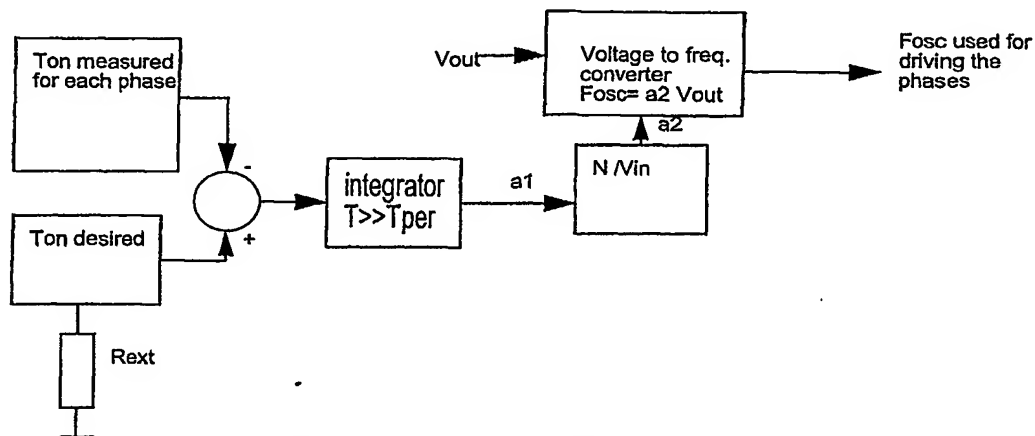 Ton measured
for each phase
Vout
Voltage to freq.
converter
Fosc= a2 Vout
Fosc used for
driving the
phases
a2
-
N /Vin
integrator
T>>Tper
a1
+
Ton desired
Rext